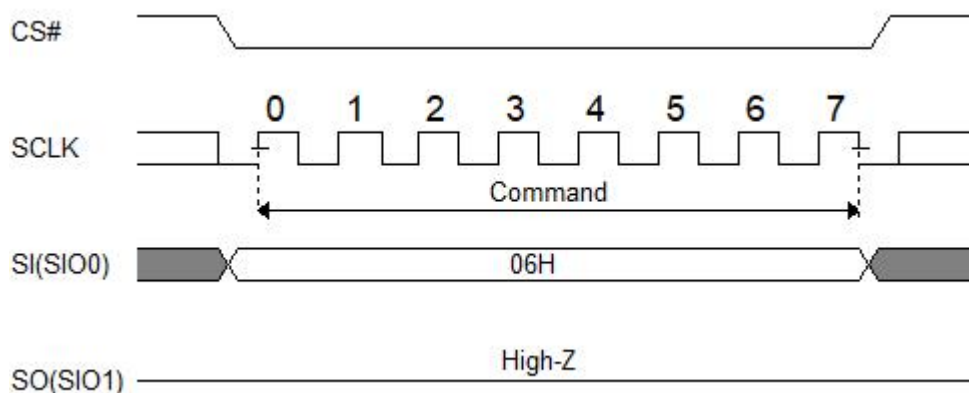 CS#
0 1 2 3 4 5 6 7
SCLK
Command
SI(SIO0)
06H
High-Z
SO(SIO1)